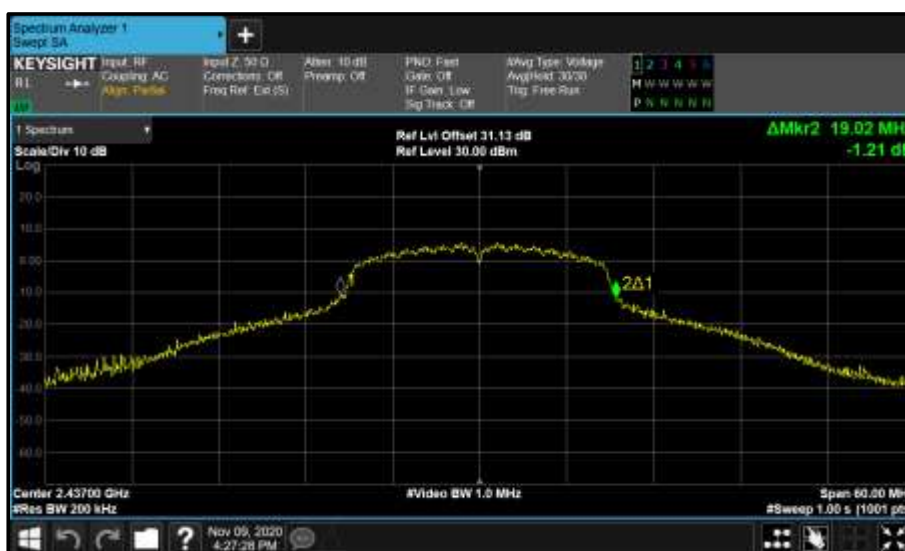 Spectrum Analyzer 1
Swept SA
+
KEYSIGHT
Input: RF
Input Z: 50 Ω
Atten: 10 dB
PNO: Fast
#Avg Type: Voltage
1 2 3 4 5 6
Coupling: AC
Corrections: Off
Preamp: Off
Gate: Off
Avg|Hold: 30/30
M W W W W W
Align: Partial
Freq Ref: Ext (S)
IF Gain: Low
Trig: Free Run
Sig Track: Off
P N N N N N
1 Spectrum
Ref Lvl Offset 31.13 dB
ΔMkr2 19.02 MH
Scale/Div 10 dB
Ref Level 30.00 dBm
-1.21 d
Log
20.0
10.0
0.00
-10.0
2Δ1
-20.0
-30.0
-40.0
-50.0
-60.0
Center 2.43700 GHz
#Video BW 1.0 MHz
Span 60.00 MH
#Res BW 200 kHz
#Sweep 1.00 s (1001 pts
?
Nov 09, 2020
4:27:28 PM